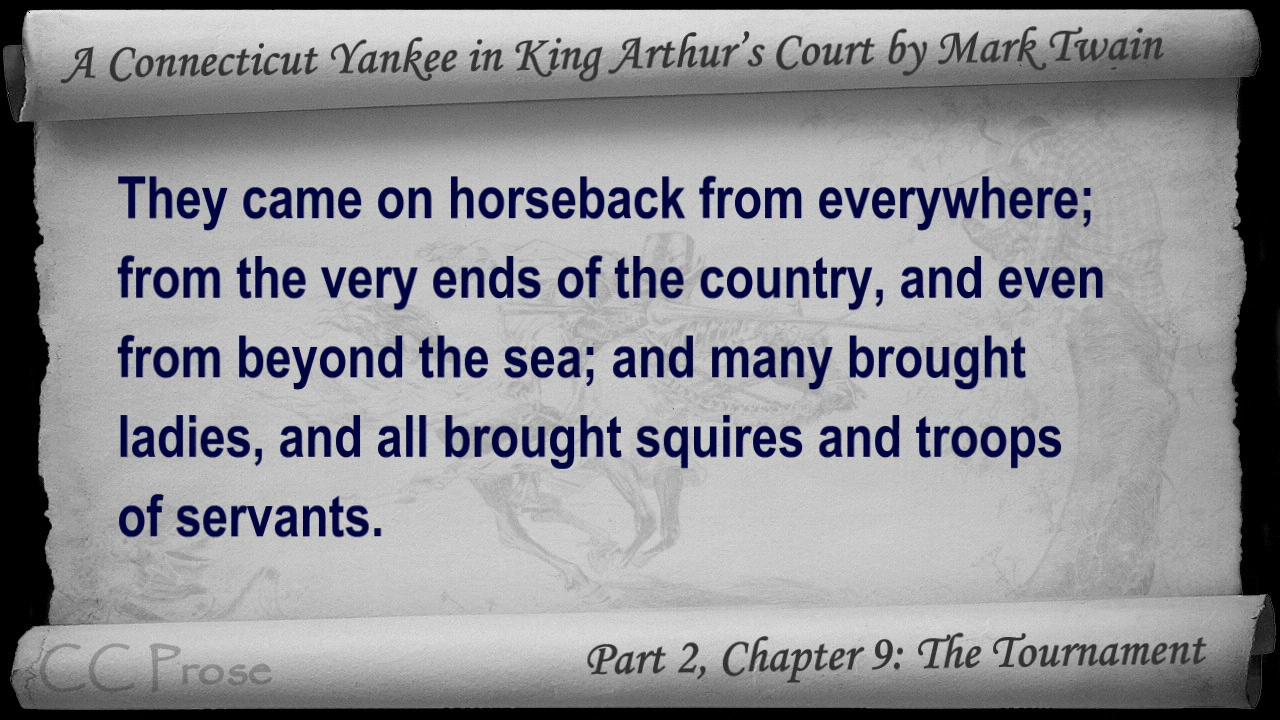 A Connecticut Yankee in King Arthur's Court by Mark Twain
They came on horseback from everywhere;
from the very ends of the country, and even
from beyond the sea; and many brought
ladies, and all brought squires and troops
of servants.
CC Prose
Part 2, Chapter 9: The Tournament